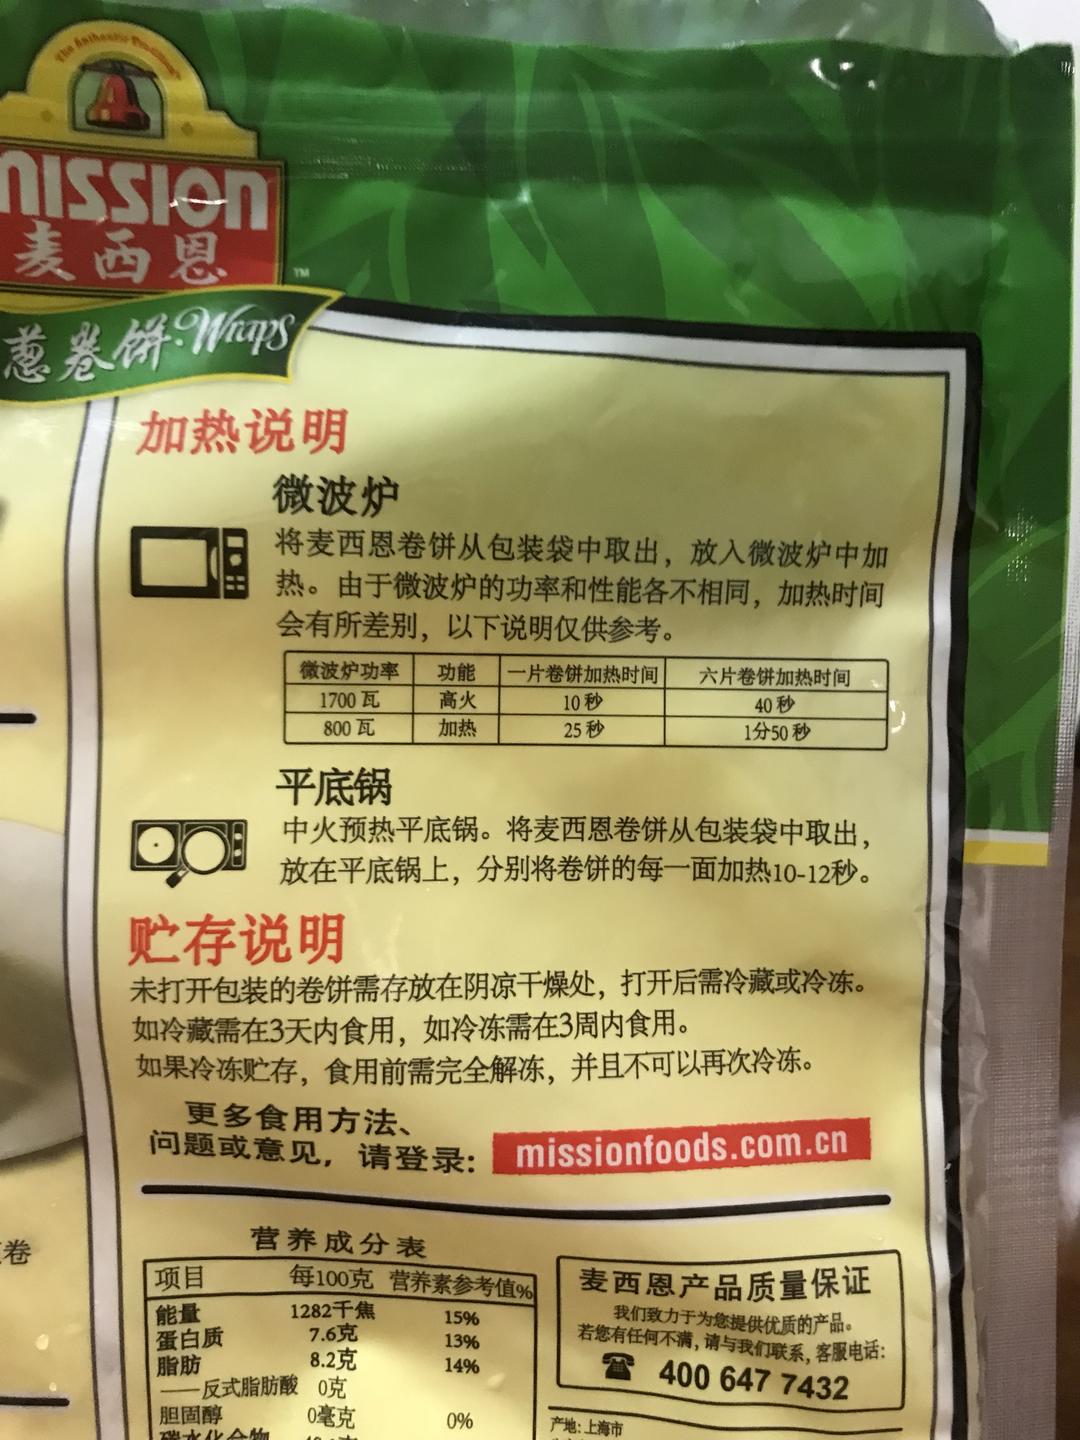 The Authentic Tradition
mission
麦西恩
TM
葱卷饼·Wraps
加热说明
微波炉
将麦西恩卷饼从包装袋中取出，放入微波炉中加
热。由于微波炉的功率和性能各不相同，加热时间
会有所差别，以下说明仅供参考。
微波炉功率 功能 一片卷饼加热时间 六片卷饼加热时间
1700 瓦 高火 10 秒 40 秒
800 瓦 加热 25 秒 1分50 秒
平底锅
中火预热平底锅。将麦西恩卷饼从包装袋中取出，
放在平底锅上，分别将卷饼的每一面加热10-12秒。
贮存说明
未打开包装的卷饼需存放在阴凉干燥处，打开后需冷藏或冷冻。
如冷藏需在3天内食用，如冷冻需在3周内食用。
如果冷冻贮存，食用前需完全解冻，并且不可以再次冷冻。
更多食用方法、
问题或意见，请登录：missionfoods.com.cn
卷
营养成分表
项目 每100克 营养素参考值%
能量 1282千焦 15%
蛋白质 7.6克 13%
脂肪 8.2克 14%
——反式脂肪酸 0克
胆固醇 0毫克 0%
碳水化合物
麦西恩产品质量保证
我们致力于为您提供优质的产品。
若您有任何不满，请与我们联系，客服电话：
400 647 7432
产地：上海市